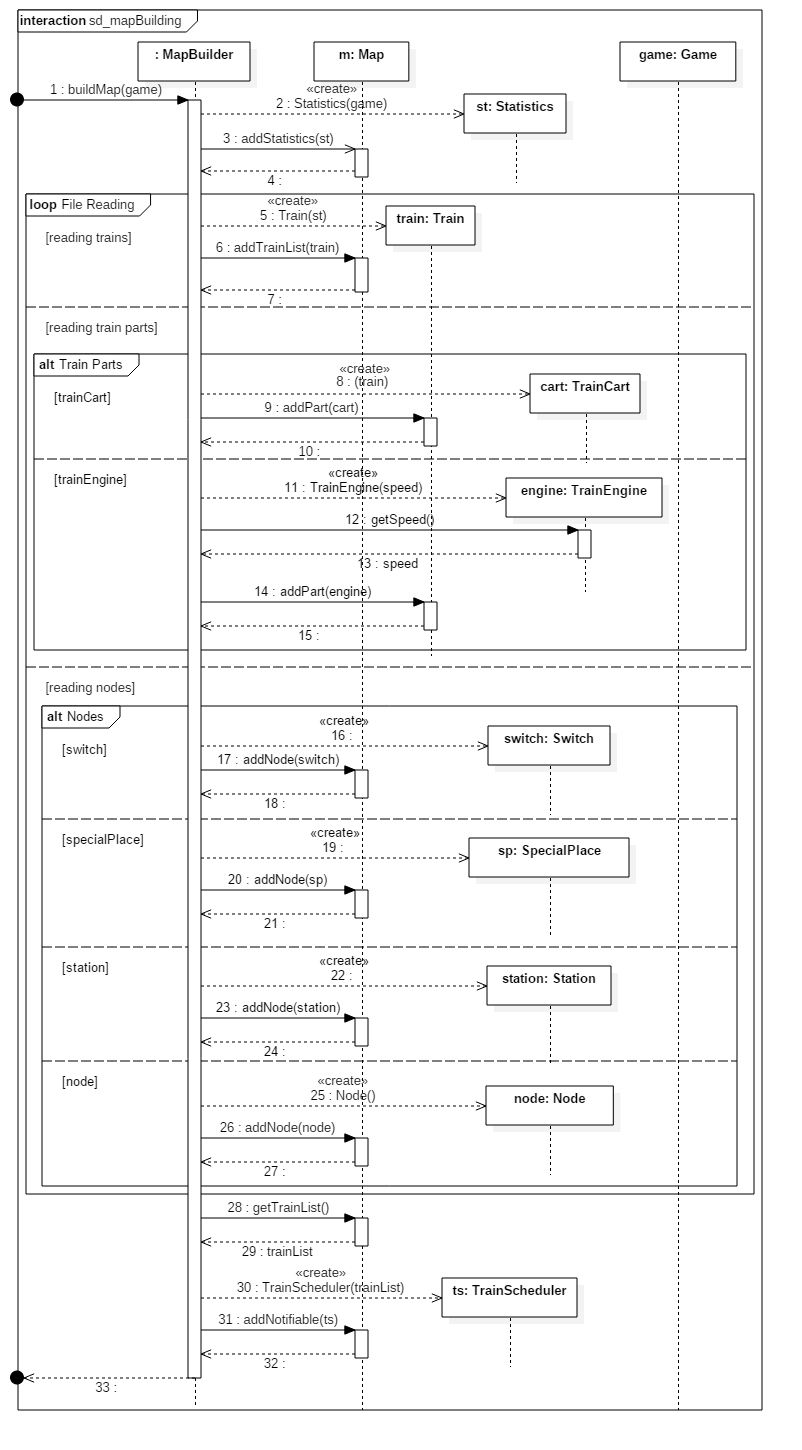 interaction sd_mapBuilding
: MapBuilder
m: Map
game: Game
1 : buildMap(game)
«create»
2 : Statistics(game)
st: Statistics
3 : addStatistics(st)
4 :
loop File Reading
[reading trains]
«create»
5 : Train(st)
train: Train
6 : addTrainList(train)
7 :
[reading train parts]
alt Train Parts
[trainCart]
«create»
8 : (train)
cart: TrainCart
9 : addPart(cart)
10 :
[trainEngine]
«create»
11 : TrainEngine(speed)
engine: TrainEngine
12 : getSpeed()
13 : speed
14 : addPart(engine)
15 :
[reading nodes]
alt Nodes
[switch]
«create»
16 :
switch: Switch
17 : addNode(switch)
18 :
[specialPlace]
«create»
19 :
sp: SpecialPlace
20 : addNode(sp)
21 :
[station]
«create»
22 :
station: Station
23 : addNode(station)
24 :
[node]
«create»
25 : Node()
node: Node
26 : addNode(node)
27 :
28 : getTrainList()
29 : trainList
«create»
30 : TrainScheduler(trainList)
ts: TrainScheduler
31 : addNotifiable(ts)
32 :
33 :